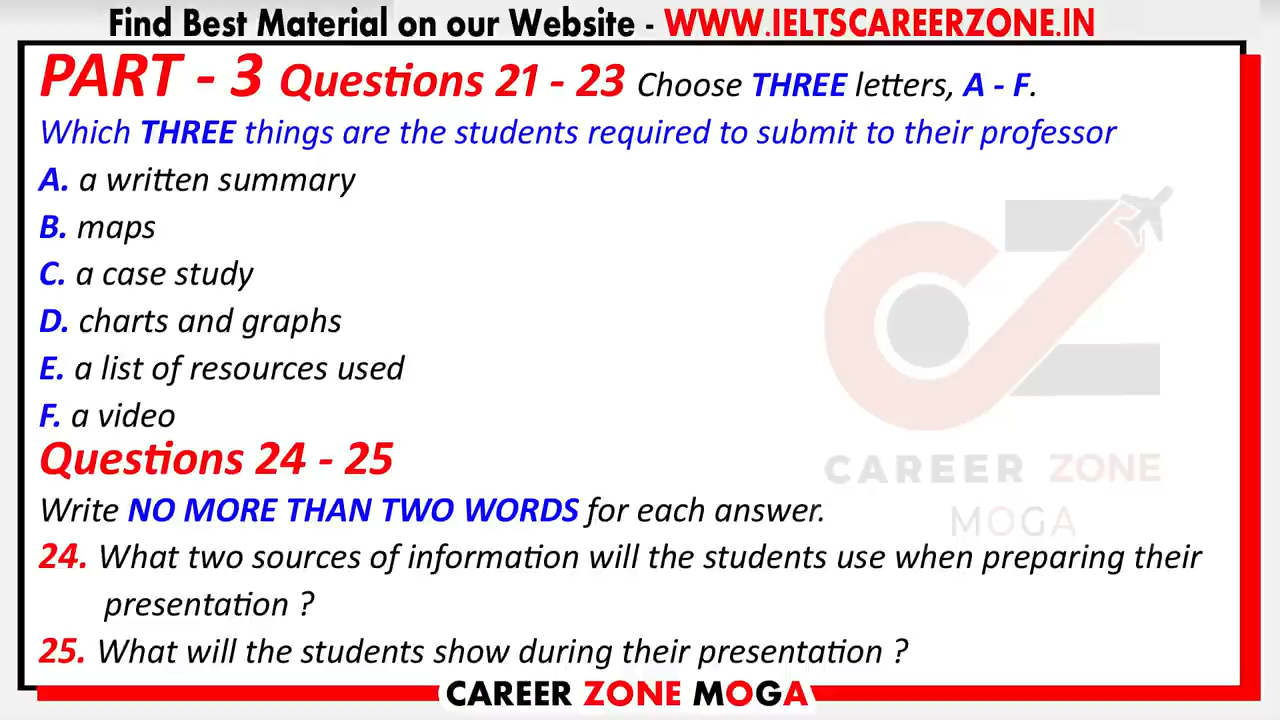 Find Best Material on our Website - WWW.IELTSCAREERZONE.IN
PART - 3 Questions 21 - 23 Choose THREE letters, A - F.
Which THREE things are the students required to submit to their professor
A. a written summary
B. maps
C. a case study
D. charts and graphs
E. a list of resources used
F. a video
CAREER ZONE
MOGA
Questions 24 - 25
Write NO MORE THAN TWO WORDS for each answer.
24. What two sources of information will the students use when preparing their
presentation ?
25. What will the students show during their presentation ?
CAREER ZONE MOGA